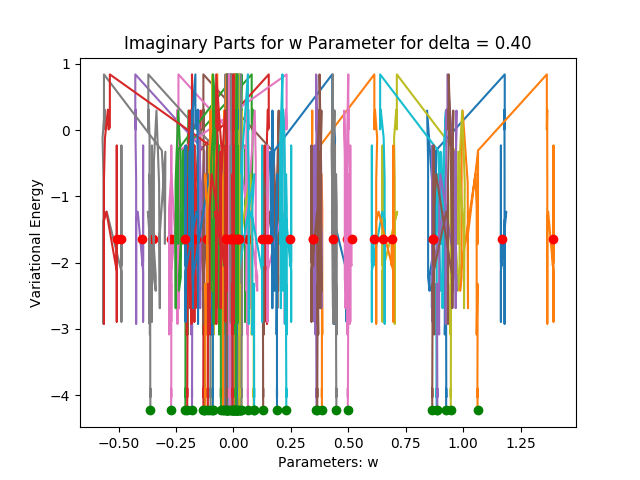 Imaginary Parts for w Parameter for delta = 0.40
Variational Energy
1
0
−1
−2
−3
−4
−0.50 −0.25 0.00 0.25 0.50 0.75 1.00 1.25
Parameters: w